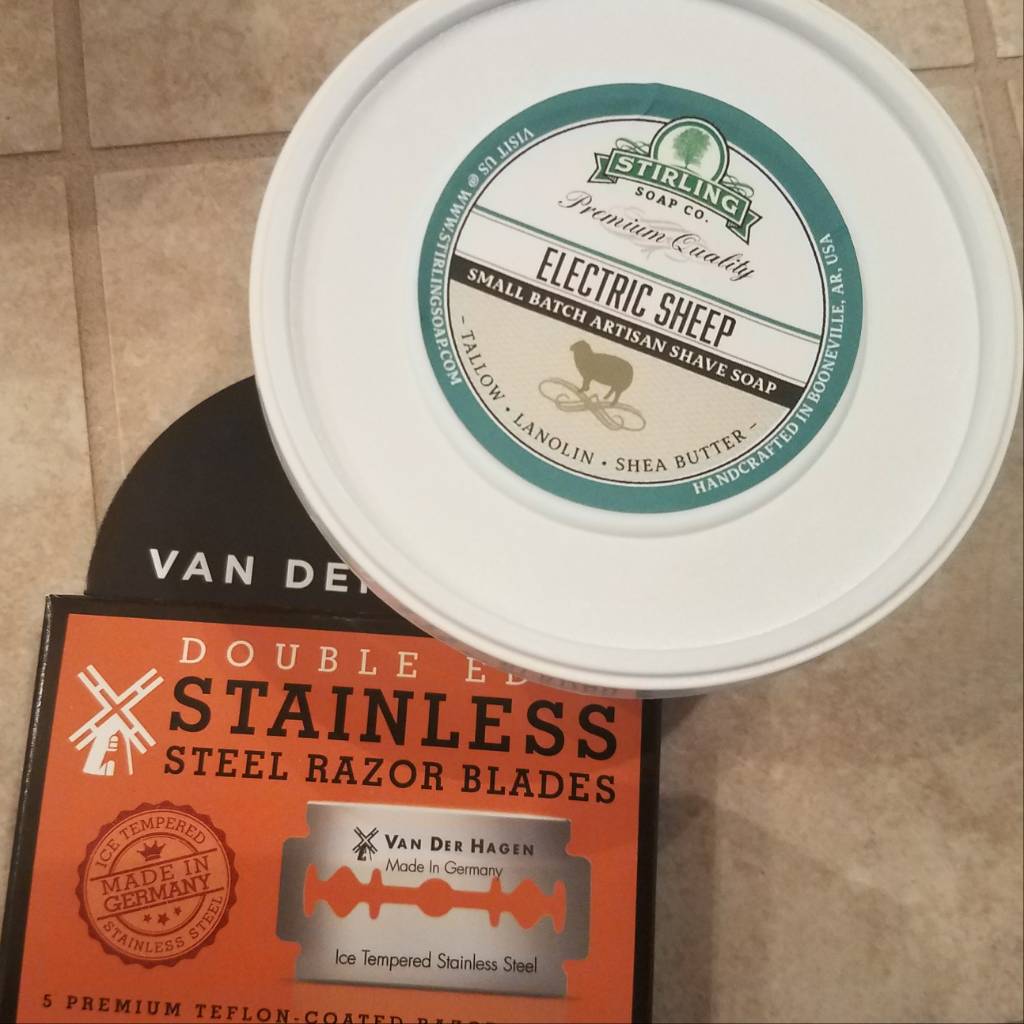 VISIT US @ WWW.STIRLINGSOAP.COM
STIRLING
SOAP CO.
Premium Quality
ELECTRIC SHEEP
SMALL BATCH ARTISAN SHAVE SOAP
- TALLOW • LANOLIN • SHEA BUTTER -
HANDCRAFTED IN BOONEVILLE, AR, USA
VAN DE
DOUBLE ED
STAINLESS
STEEL RAZOR BLADES
ICE TEMPERED
MADE IN
GERMANY
STAINLESS STEEL
VAN DER HAGEN
Made In Germany
Ice Tempered Stainless Steel
5 PREMIUM TEFLON-COATED RAZO